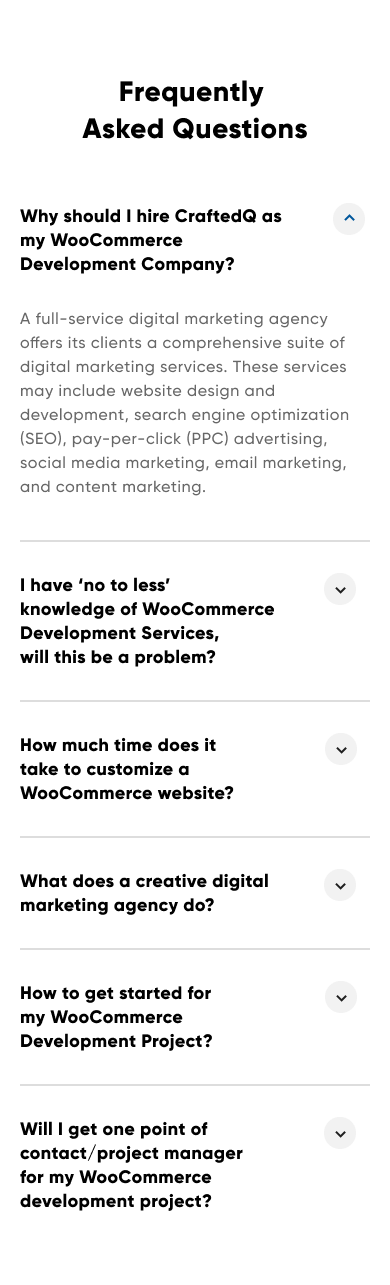 Frequently
Asked Questions
Why should I hire CraftedQ as
my WooCommerce
Development Company?
A full-service digital marketing agency
offers its clients a comprehensive suite of
digital marketing services. These services
may include website design and
development, search engine optimization
(SEO), pay-per-click (PPC) advertising,
social media marketing, email marketing,
and content marketing.
I have ‘no to less’
knowledge of WooCommerce
Development Services,
will this be a problem?
How much time does it
take to customize a
WooCommerce website?
What does a creative digital
marketing agency do?
How to get started for
my WooCommerce
Development Project?
Will I get one point of
contact/project manager
for my WooCommerce
development project?